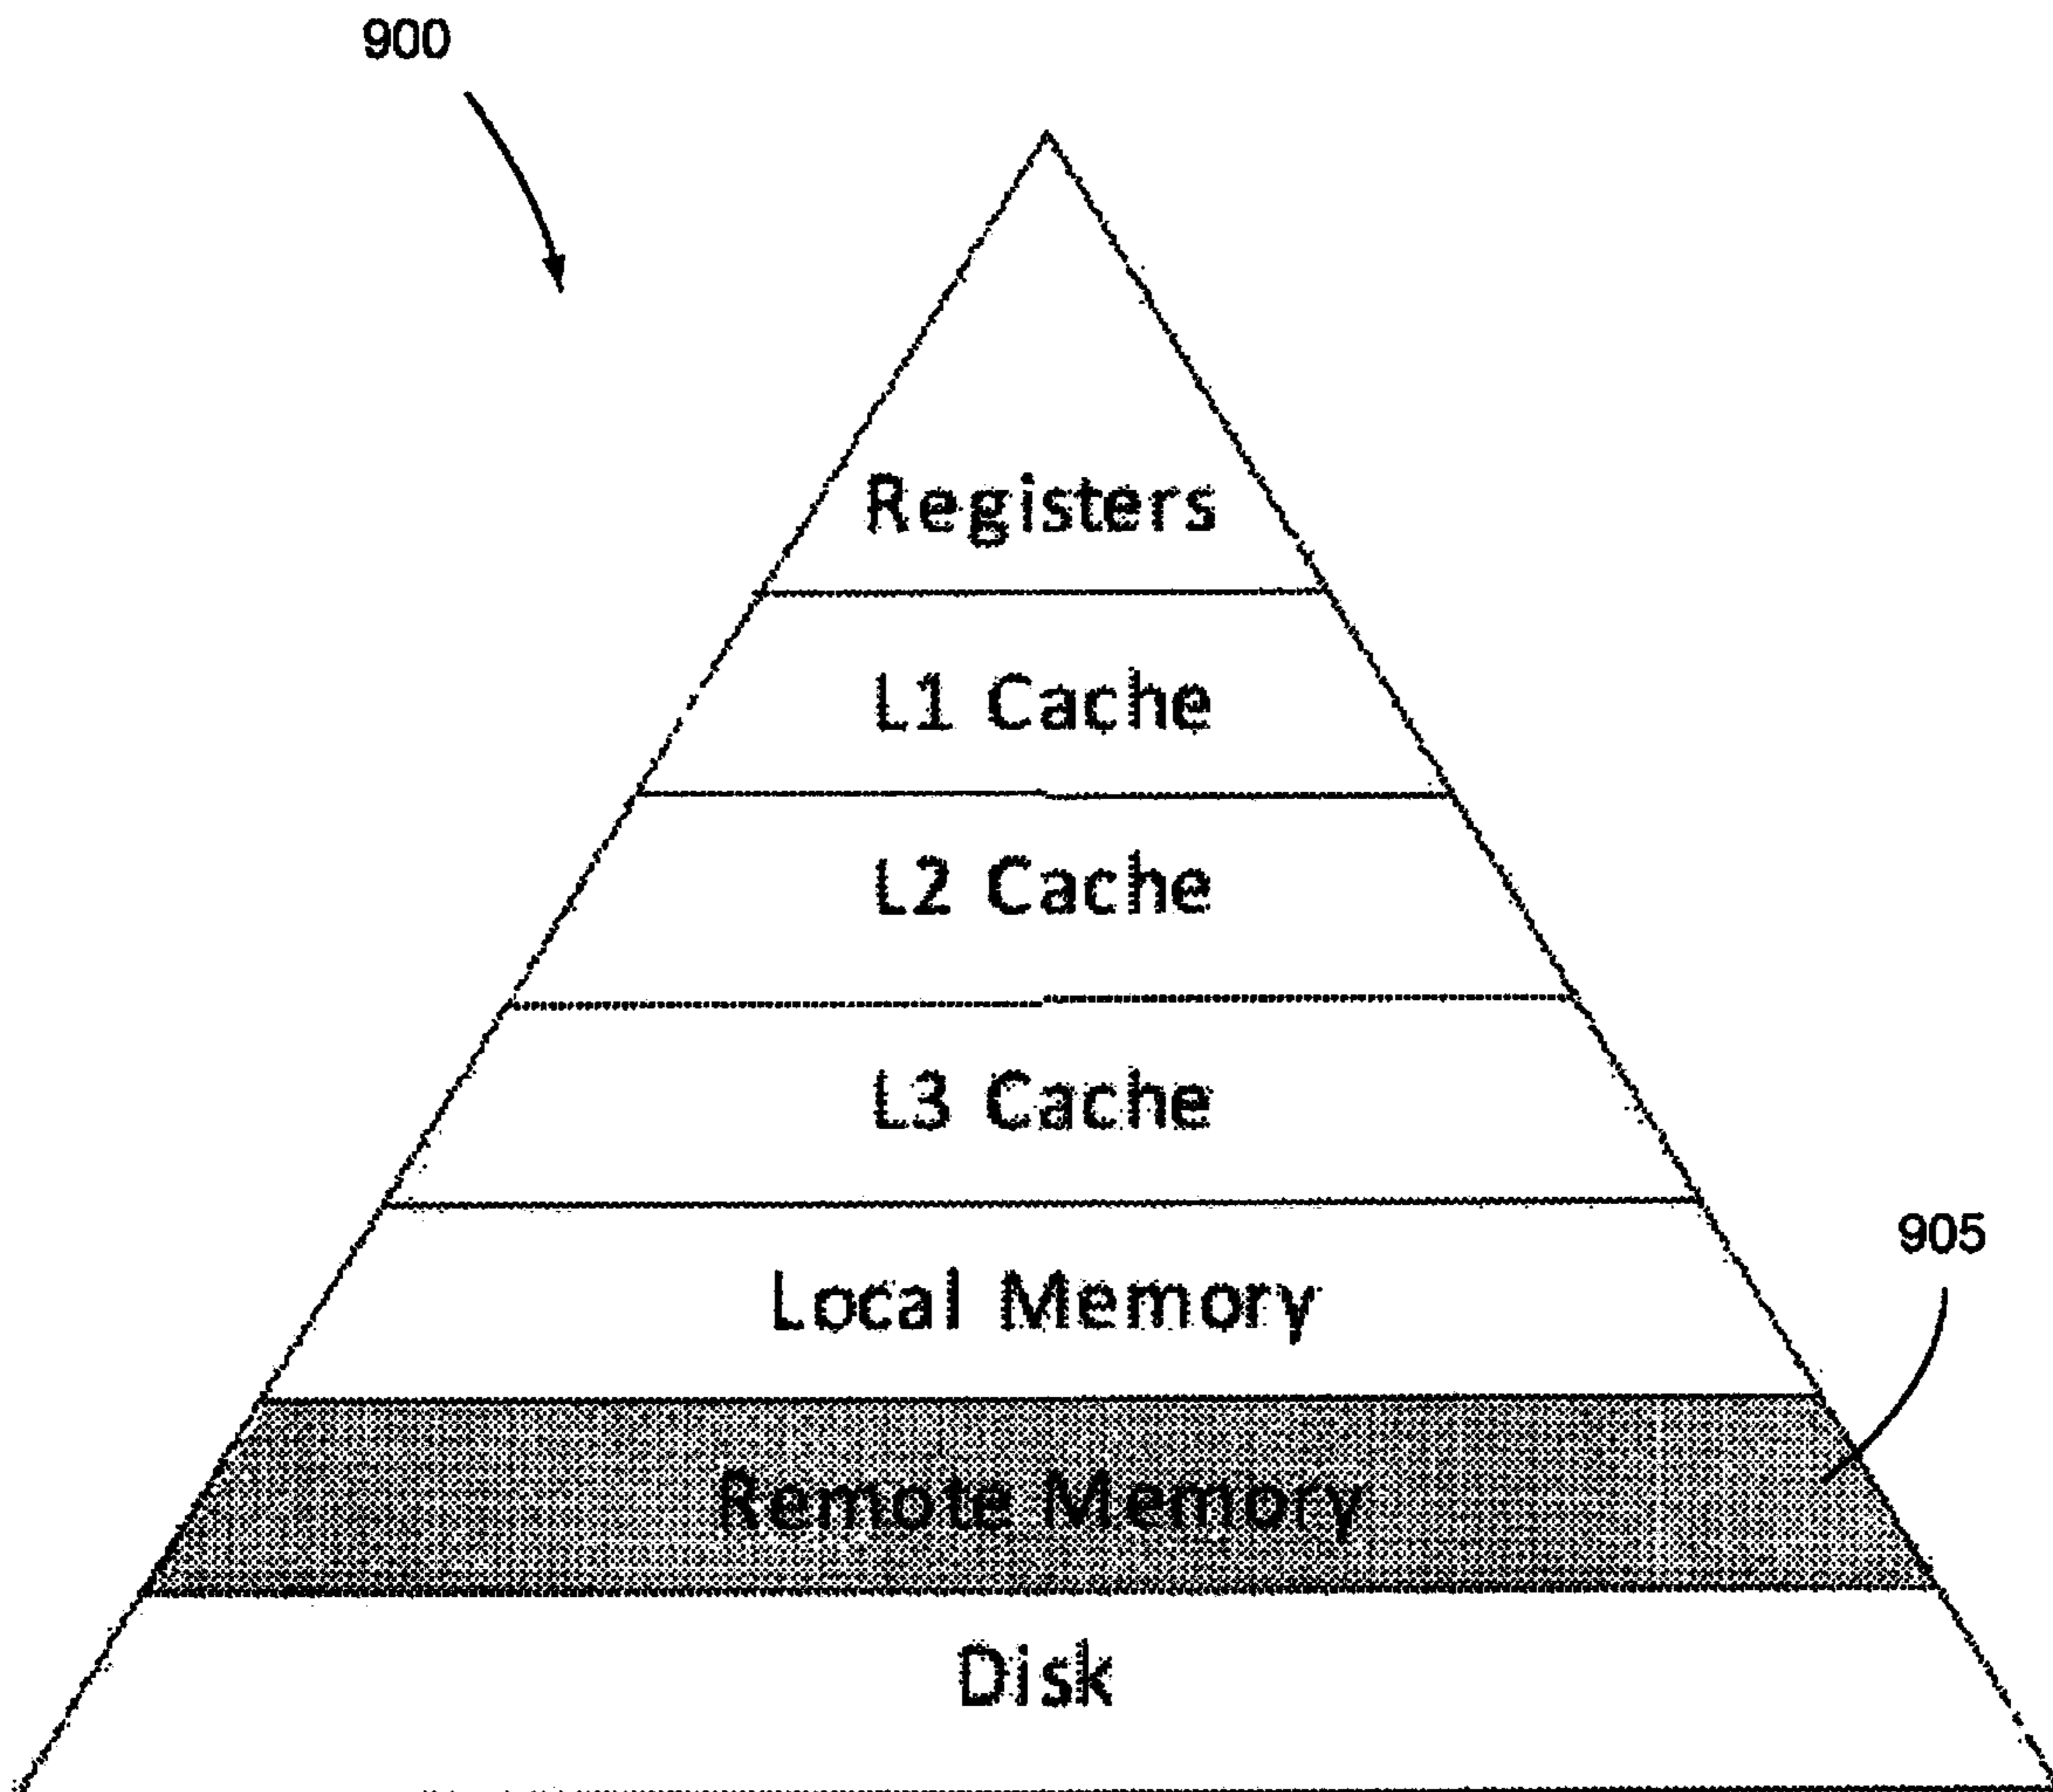 900
Registers
L1 Cache
L2 Cache
L3 Cache
Local Memory
905
Remote Memory
Disk